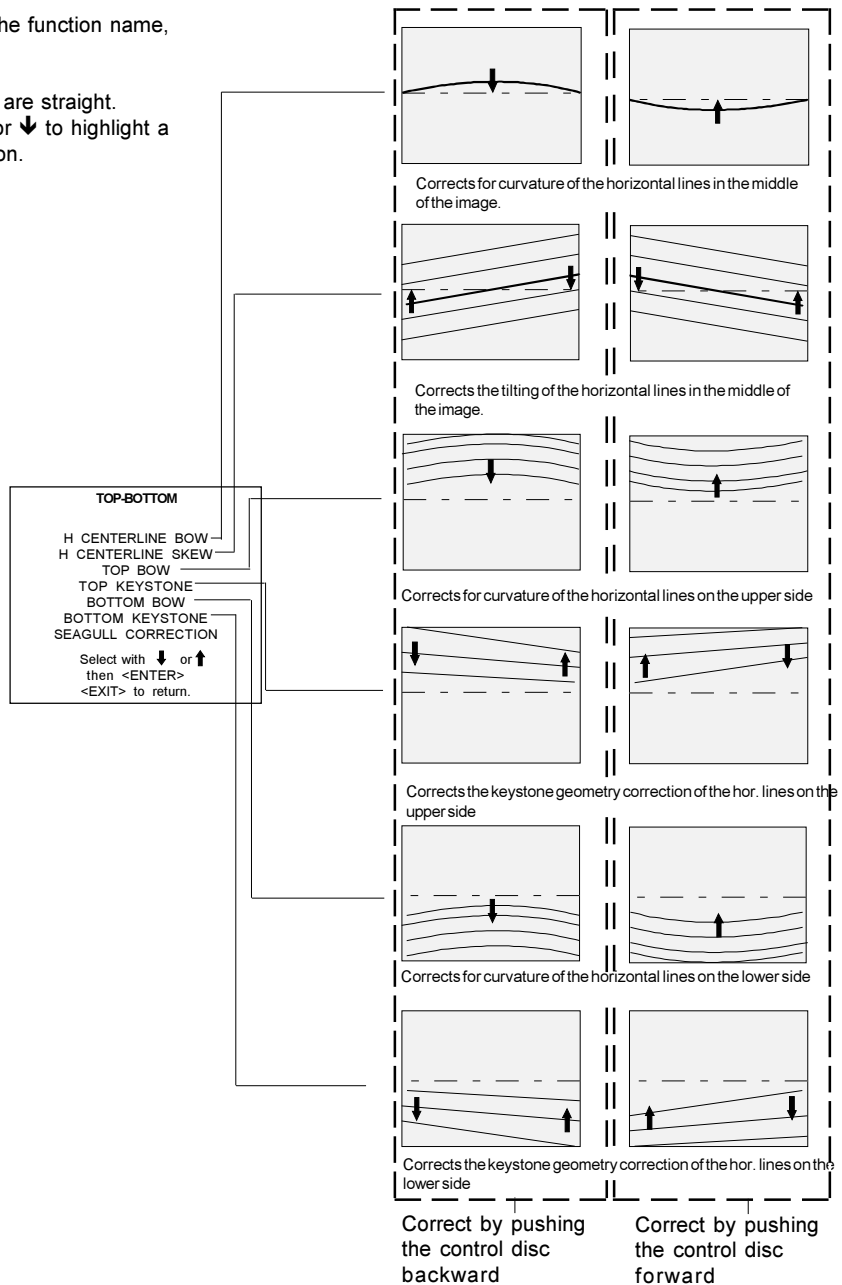 he function name,
are straight.
or ↓ to highlight a
on.
Corrects for curvature of the horizontal lines in the middle
of the image.
Corrects the tilting of the horizontal lines in the middle of
the image.
TOP-BOTTOM
H CENTERLINE BOW
H CENTERLINE SKEW
TOP BOW
TOP KEYSTONE
BOTTOM BOW
BOTTOM KEYSTONE
SEAGULL CORRECTION
Select with ↓ or ↑
then <ENTER>
<EXIT> to return.
Corrects for curvature of the horizontal lines on the upper side
Corrects the keystone geometry correction of the hor. lines on the
upper side
Corrects for curvature of the horizontal lines on the lower side
Corrects the keystone geometry correction of the hor. lines on the
lower side
Correct by pushing
the control disc
backward
Correct by pushing
the control disc
forward